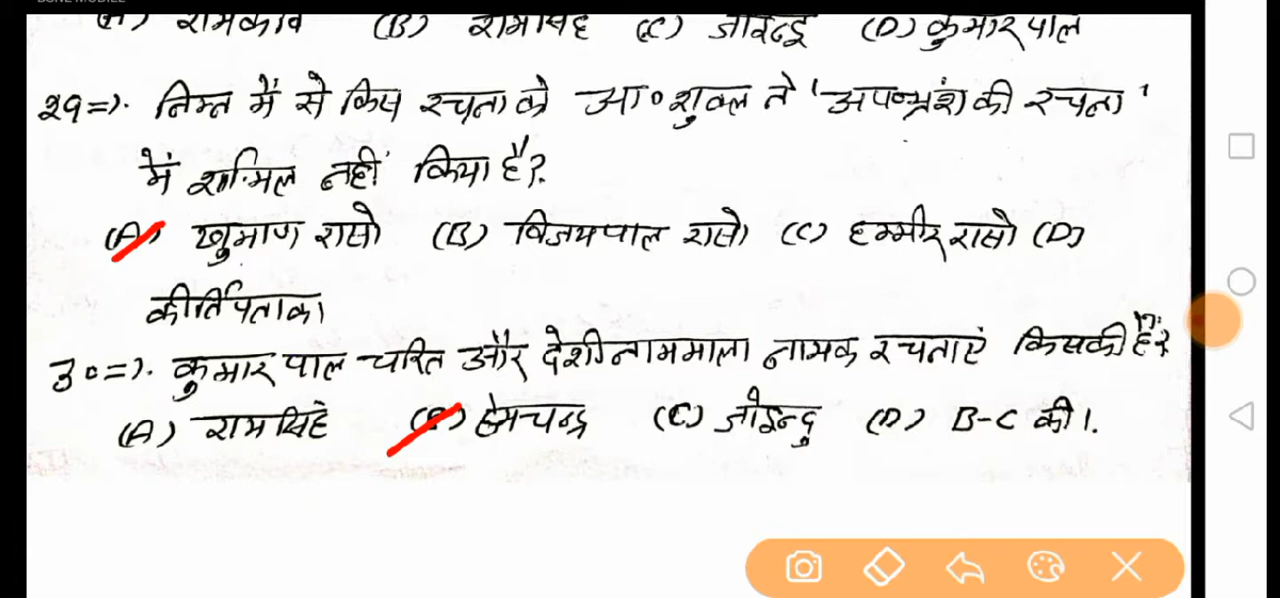 (A) रामकवि (B) रामसिंह (C) जोइन्दु (D) कुमारपाल
29=). निम्न में से किस रचना को आ० शुक्ल ने 'अपभ्रंश की रचना'
में शामिल नहीं किया है?
(A) खुमाण रासो (B) विजयपाल रासो (C) हम्मीर रासो (D)
कीर्तिपताका
30=). कुमारपाल चरित और देशीनाममाला नामक रचनाएं किसकी हैं?
(A) रामसिंह (B) हेमचन्द्र (C) जोइन्दु (D) B-C की।.